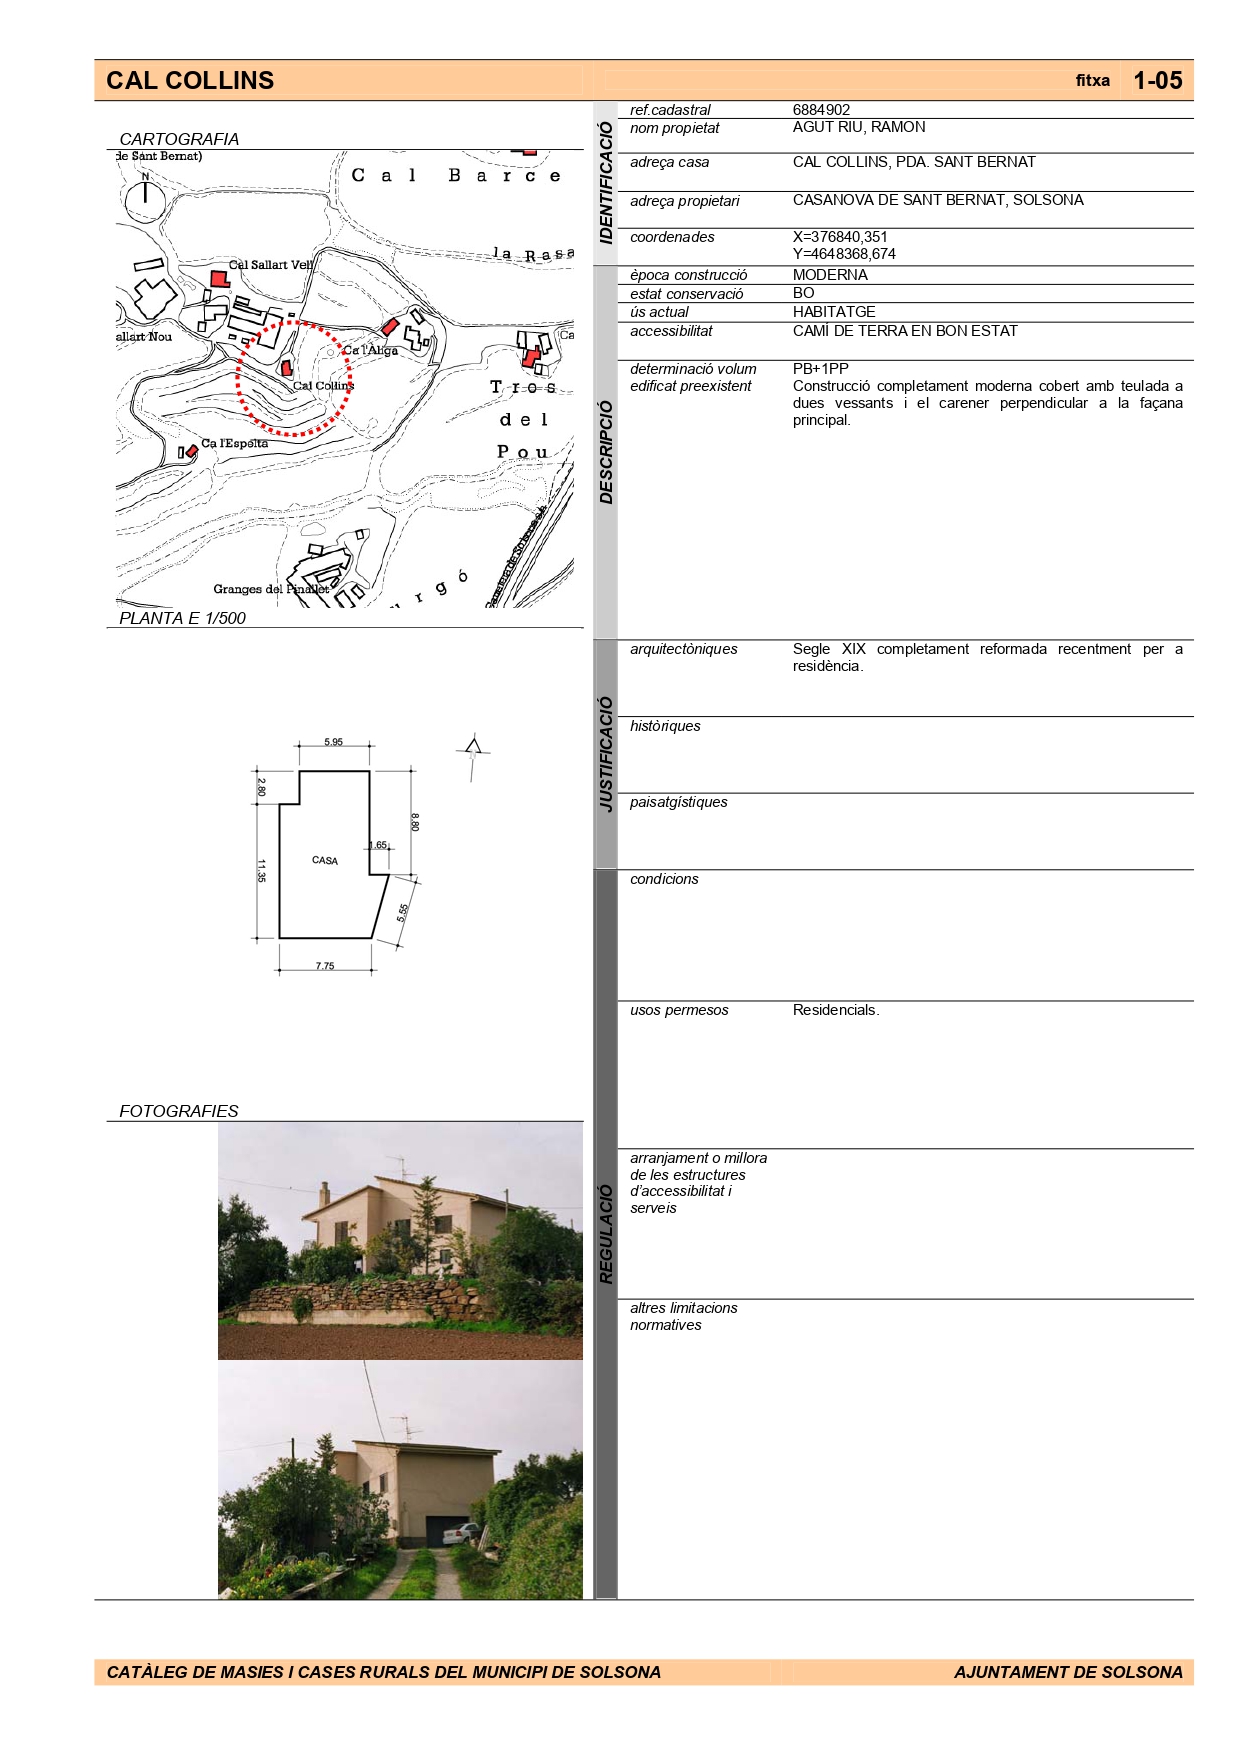 CAL COLLINS
fitxa 1-05
CARTOGRAFIA
de Sant Bernat)
N
Cal Barce
la Rasa
Cal Sallart Vell
allart Nou
Ca l'Àliga
Ca
Cal Collins
Tros
del
Pou
Ca l'Espelta
Granges del Pinallet
rgó
PLANTA E 1/500
5.95
2.80
8.80
1.65
CASA
11.35
5.55
7.75
FOTOGRAFIES
IDENTIFICACIÓ
ref.cadastral 6884902
nom propietat AGUT RIU, RAMON
adreça casa CAL COLLINS, PDA. SANT BERNAT
adreça propietari CASANOVA DE SANT BERNAT, SOLSONA
coordenades X=376840,351
Y=4648368,674
DESCRIPCIÓ
època construcció MODERNA
estat conservació BO
ús actual HABITATGE
accessibilitat CAMÍ DE TERRA EN BON ESTAT
determinació volum PB+1PP
edificat preexistent Construcció completament moderna cobert amb teulada a
dues vessants i el carener perpendicular a la façana
principal.
JUSTIFICACIÓ
arquitectòniques Segle XIX completament reformada recentment per a
residència.
històriques
paisatgístiques
REGULACIÓ
condicions
usos permesos Residencials.
arranjament o millora
de les estructures
d'accessibilitat i
serveis
altres limitacions
normatives
CATÀLEG DE MASIES I CASES RURALS DEL MUNICIPI DE SOLSONA
AJUNTAMENT DE SOLSONA